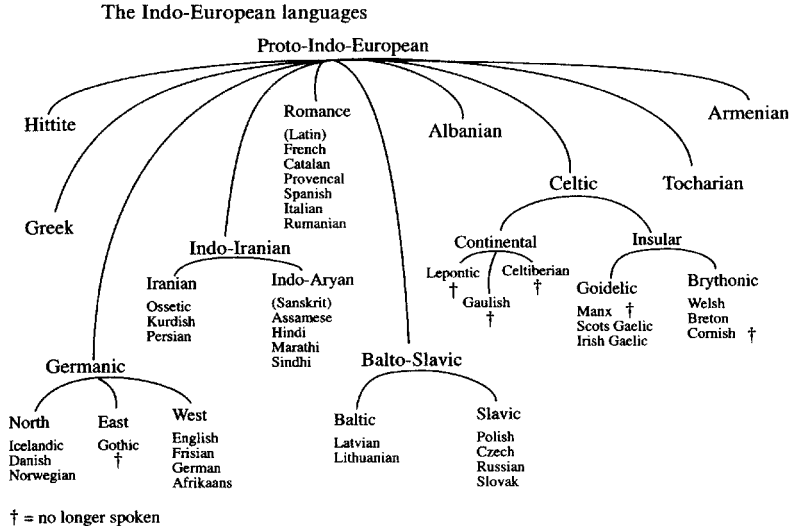 The Indo-European languages
Proto-Indo-European
Hittite
Greek
Germanic
North
Icelandic
Danish
Norwegian
East
Gothic
†
West
English
Frisian
German
Afrikaans
Indo-Iranian
Iranian
Ossetic
Kurdish
Persian
Indo-Aryan
(Sanskrit)
Assamese
Hindi
Marathi
Sindhi
Romance
(Latin)
French
Catalan
Provencal
Spanish
Italian
Rumanian
Balto-Slavic
Baltic
Latvian
Lithuanian
Slavic
Polish
Czech
Russian
Slovak
Albanian
Celtic
Continental
Lepontic
†
Gaulish
†
Celtiberian
†
Insular
Goidelic
Manx †
Scots Gaelic
Irish Gaelic
Brythonic
Welsh
Breton
Cornish †
Tocharian
Armenian
† = no longer spoken